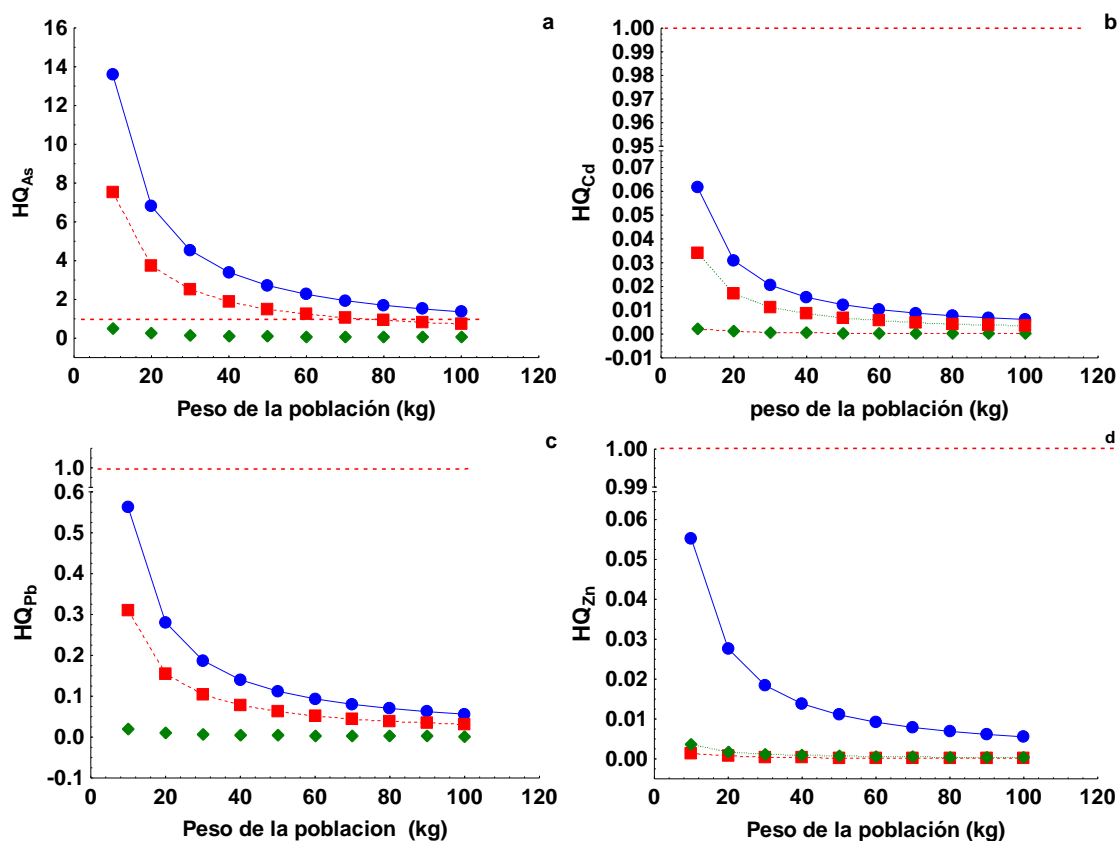 a
16
14
12
10
8
6
4
2
0
HQAs
0 20 40 60 80 100 120
Peso de la población (kg)
b
1.00
0.99
0.98
0.97
0.96
0.95
0.07
0.06
0.05
0.04
0.03
0.02
0.01
0.00
-0.01
HQCd
0 20 40 60 80 100 120
peso de la población (kg)
c
1.0
0.6
0.5
0.4
0.3
0.2
0.1
0.0
-0.1
HQPb
0 20 40 60 80 100 120
Peso de la poblacion (kg)
d
1.00
0.99
0.06
0.05
0.04
0.03
0.02
0.01
0.00
HQZn
0 20 40 60 80 100 120
Peso de la población (kg)